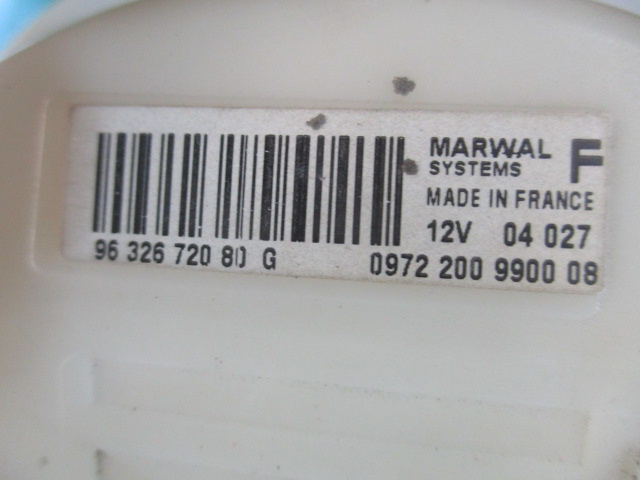 MARWAL F
SYSTEMS
MADE IN FRANCE
12V 04 027
96 326 720 80 G 0972 200 9900 08